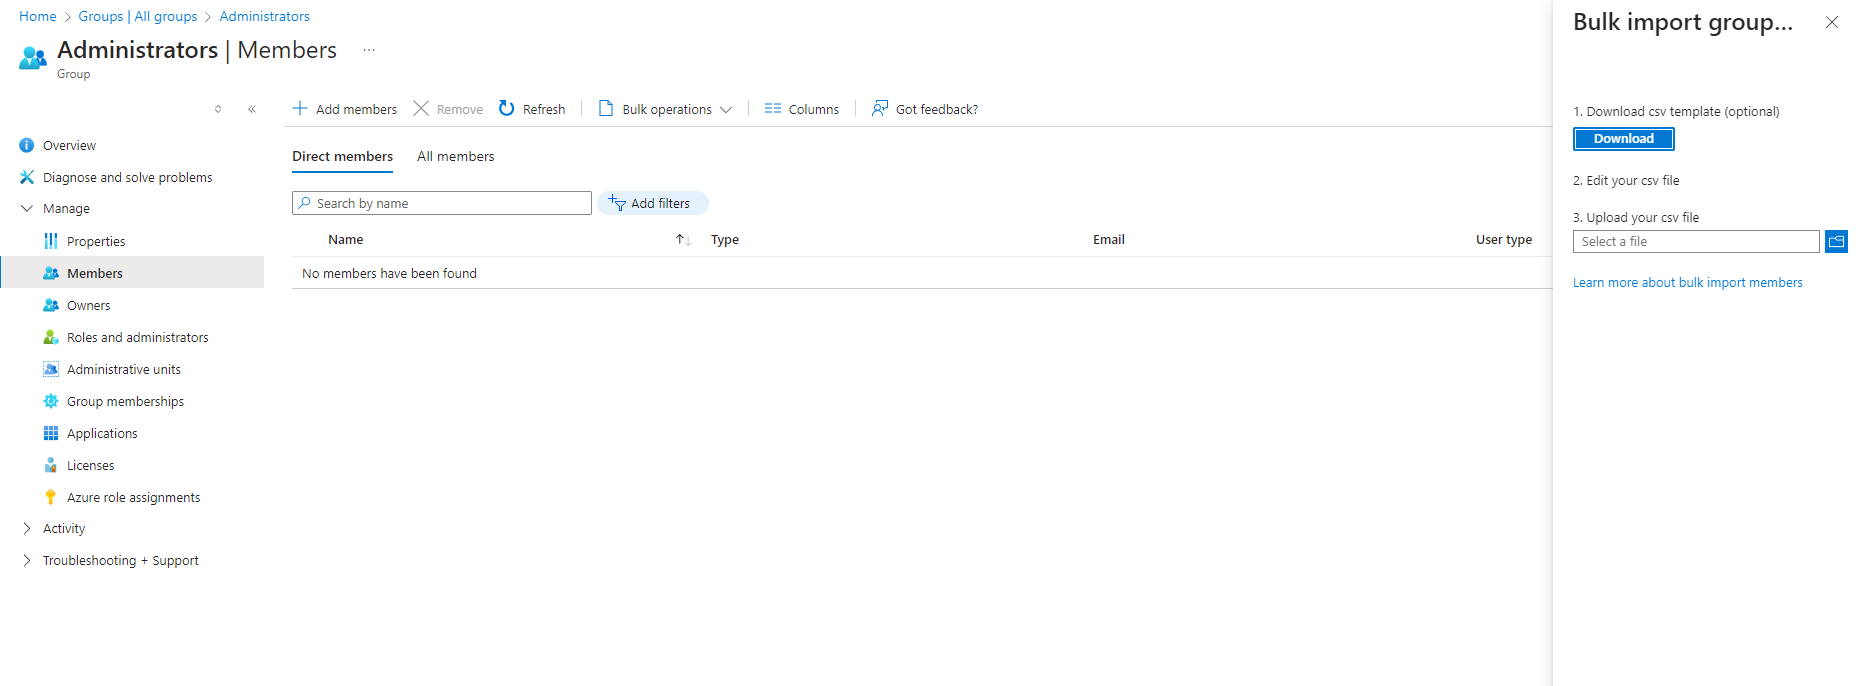 Home > Groups | All groups > Administrators
Administrators | Members ...
Group
Add members Remove Refresh Bulk operations Columns Got feedback?
Overview
Diagnose and solve problems
Manage
Properties
Members
Owners
Roles and administrators
Administrative units
Group memberships
Applications
Licenses
Azure role assignments
Activity
Troubleshooting + Support
Direct members All members
Search by name Add filters
Name Type Email User type
No members have been found
Bulk import group...
1. Download csv template (optional)
Download
2. Edit your csv file
3. Upload your csv file
Select a file
Learn more about bulk import members